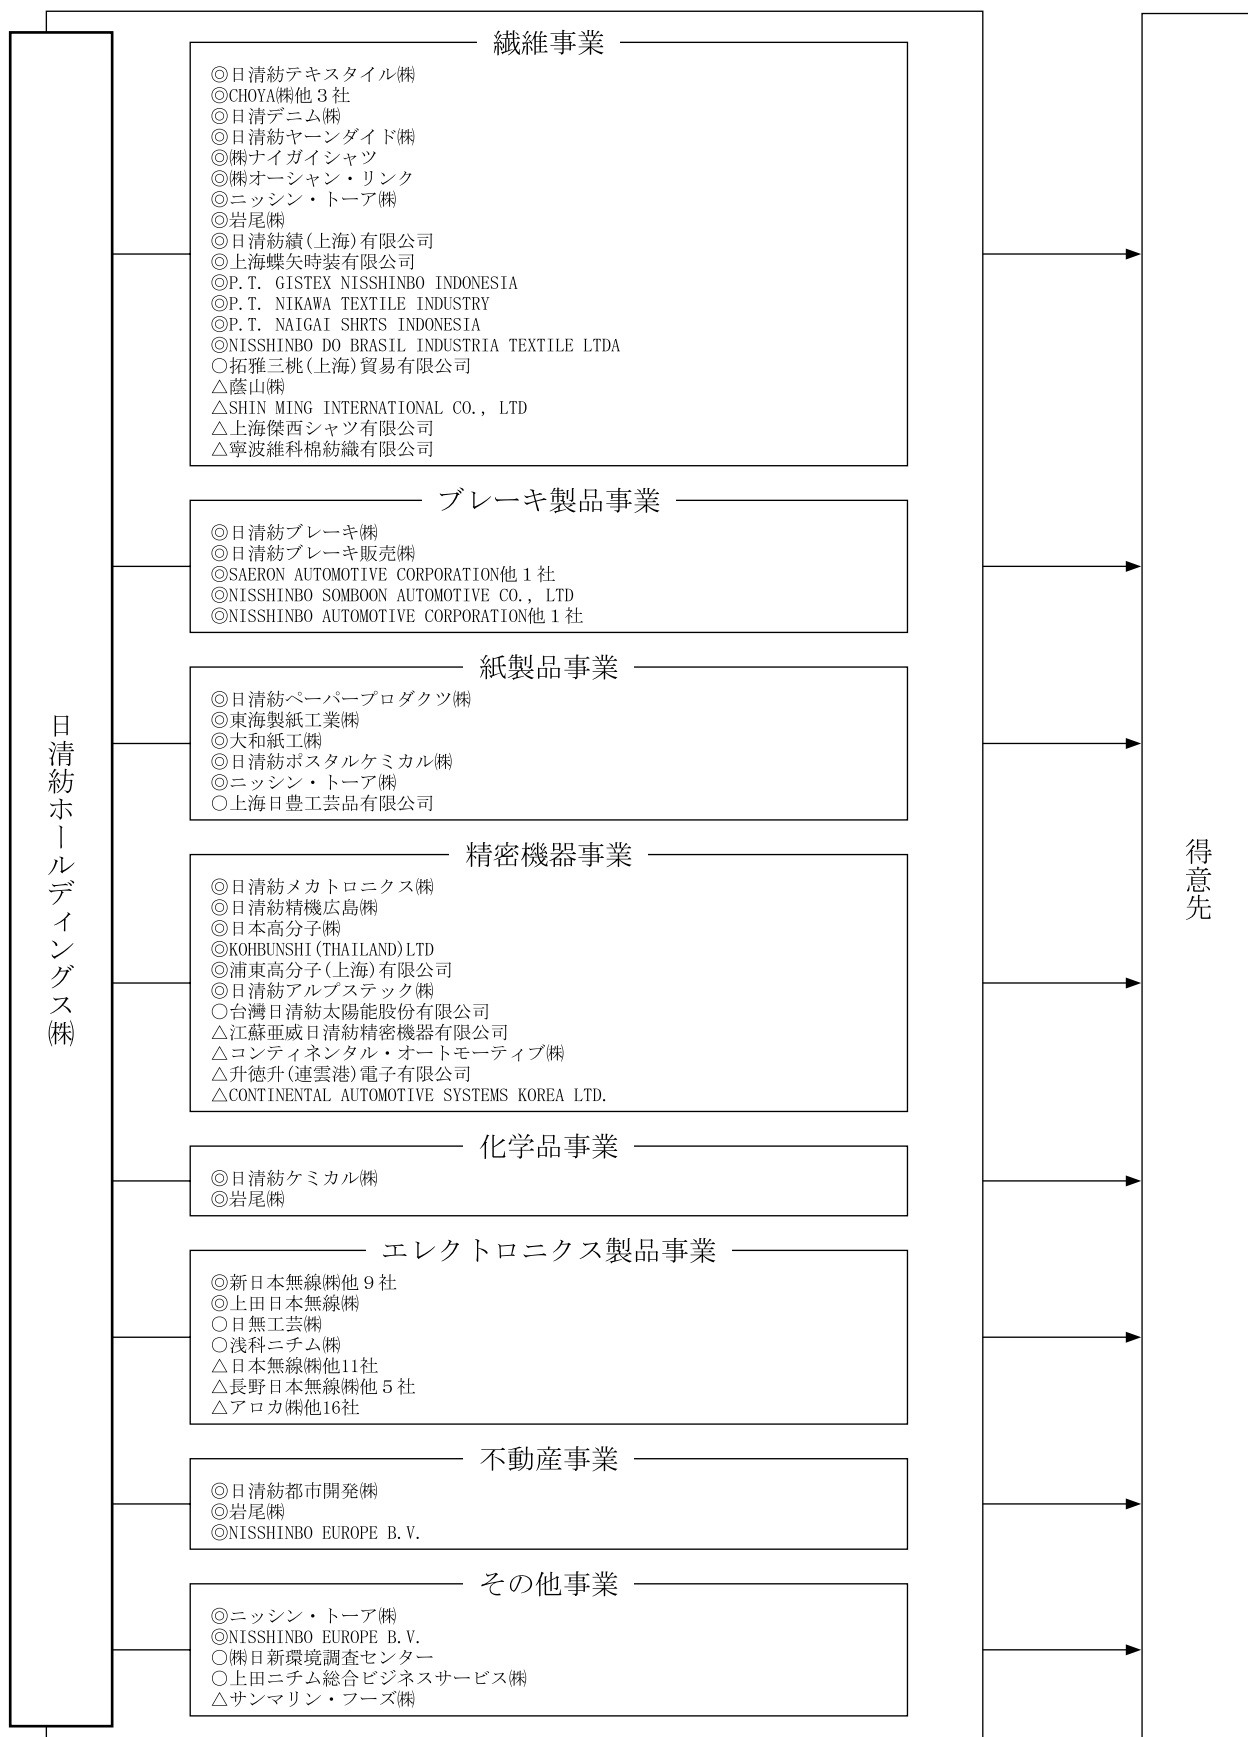 日清紡ホールディングス㈱
繊維事業
◎日清紡テキスタイル㈱
◎CHOYA㈱他３社
◎日清デニム㈱
◎日清紡ヤーンダイド㈱
◎㈱ナイガイシャツ
◎㈱オーシャン・リンク
◎ニッシン・トーア㈱
◎岩尾㈱
◎日清紡績(上海)有限公司
◎上海蝶矢時装有限公司
◎P.T. GISTEX NISSHINBO INDONESIA
◎P.T. NIKAWA TEXTILE INDUSTRY
◎P.T. NAIGAI SHRTS INDONESIA
◎NISSHINBO DO BRASIL INDUSTRIA TEXTILE LTDA
○拓雅三桃(上海)貿易有限公司
△蔭山㈱
△SHIN MING INTERNATIONAL CO., LTD
△上海傑西シャツ有限公司
△寧波維科棉紡織有限公司
ブレーキ製品事業
◎日清紡ブレーキ㈱
◎日清紡ブレーキ販売㈱
◎SAERON AUTOMOTIVE CORPORATION他１社
◎NISSHINBO SOMBOON AUTOMOTIVE CO., LTD
◎NISSHINBO AUTOMOTIVE CORPORATION他１社
紙製品事業
◎日清紡ペーパープロダクツ㈱
◎東海製紙工業㈱
◎大和紙工㈱
◎日清紡ポスタルケミカル㈱
◎ニッシン・トーア㈱
○上海日豊工芸品有限公司
精密機器事業
◎日清紡メカトロニクス㈱
◎日清紡精機広島㈱
◎日本高分子㈱
◎KOHBUNSHI(THAILAND)LTD
◎浦東高分子(上海)有限公司
◎日清紡アルプステック㈱
○台灣日清紡太陽能股份有限公司
△江蘇亜威日清紡精密機器有限公司
△コンティネンタル・オートモーティブ㈱
△升徳升(連雲港)電子有限公司
△CONTINENTAL AUTOMOTIVE SYSTEMS KOREA LTD.
化学品事業
◎日清紡ケミカル㈱
◎岩尾㈱
エレクトロニクス製品事業
◎新日本無線㈱他９社
◎上田日本無線㈱
○日無工芸㈱
○浅科ニチム㈱
△日本無線㈱他11社
△長野日本無線㈱他５社
△アロカ㈱他16社
不動産事業
◎日清紡都市開発㈱
◎岩尾㈱
◎NISSHINBO EUROPE B.V.
その他事業
◎ニッシン・トーア㈱
◎NISSHINBO EUROPE B.V.
○㈱日新環境調査センター
○上田ニチム総合ビジネスサービス㈱
△サンマリン・フーズ㈱
得意先